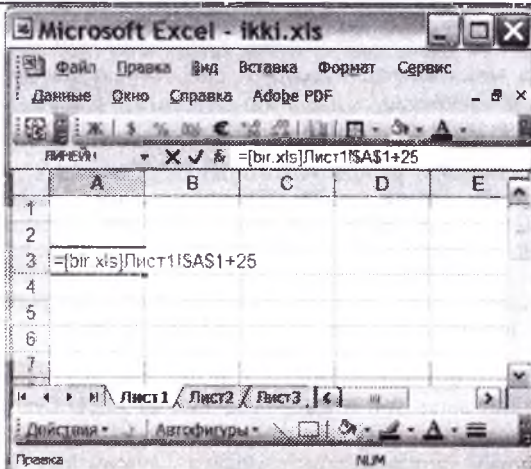 Microsoft Excel - ikki.xls
Файл Правка Вид Вставка Формат Сервис
Данные Окно Справка Adobe PDF
=[bir.xls]Лист1!$A$1+25
A B C D E
1
2
3 =[bir.xls]Лист1!$A$1+25
4
5
6
7
Лист1 Лист2 Лист3
Действия Автофигуры
Правка NUM